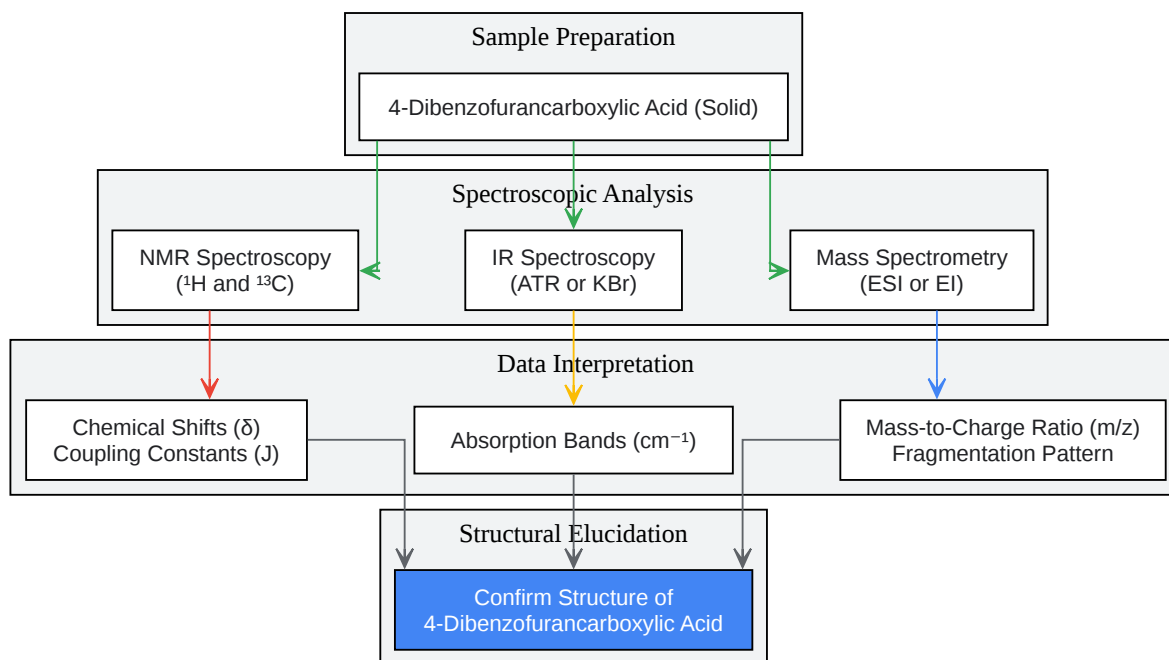 Sample Preparation
4-Dibenzofurancarboxylic Acid (Solid)
Spectroscopic Analysis
NMR Spectroscopy
(¹H and ¹³C)
IR Spectroscopy
(ATR or KBr)
Mass Spectrometry
(ESI or EI)
Data Interpretation
Chemical Shifts (δ)
Coupling Constants (J)
Absorption Bands (cm⁻¹)
Mass-to-Charge Ratio (m/z)
Fragmentation Pattern
Structural Elucidation
Confirm Structure of
4-Dibenzofurancarboxylic Acid